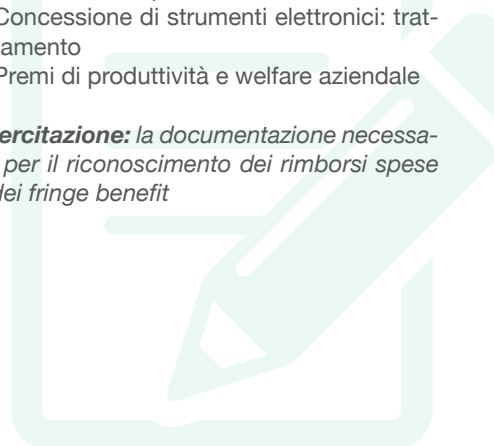 Concessione di strumenti elettronici: trat-
tamento
Premi di produttività e welfare aziendale
ercitazione: la documentazione necessa-
per il riconoscimento dei rimborsi spese
dei fringe benefit